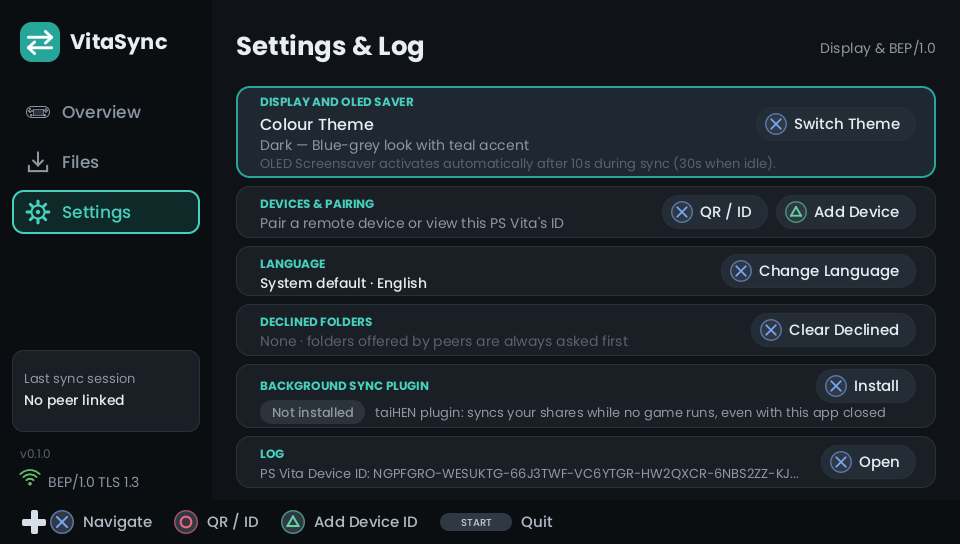 VitaSync
Overview
Files
Settings
Last sync session
No peer linked
v0.1.0
BEP/1.0 TLS 1.3
Settings & Log
Display & BEP/1.0
DISPLAY AND OLED SAVER
Colour Theme
Dark — Blue-grey look with teal accent
OLED Screensaver activates automatically after 10s during sync (30s when idle).
Switch Theme
DEVICES & PAIRING
Pair a remote device or view this PS Vita's ID
QR / ID
Add Device
LANGUAGE
System default · English
Change Language
DECLINED FOLDERS
None · folders offered by peers are always asked first
Clear Declined
BACKGROUND SYNC PLUGIN
Install
Not installed
taiHEN plugin: syncs your shares while no game runs, even with this app closed
LOG
PS Vita Device ID: NGPFGRO-WESUKTG-66J3TWF-VC6YTGR-HW2QXCR-6NBS2ZZ-KJ...
Open
Navigate
QR / ID
Add Device ID
START
Quit